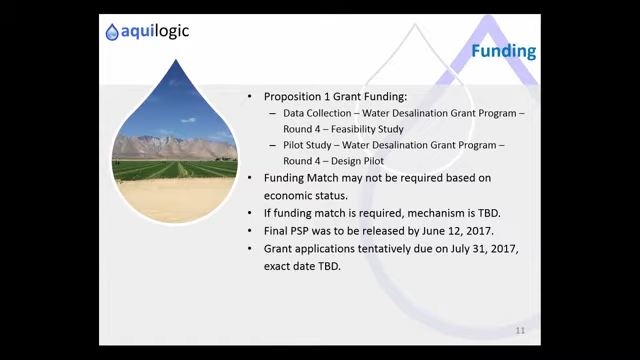 aquilogic
Funding
• Proposition 1 Grant Funding:
– Data Collection – Water Desalination Grant Program –
Round 4 – Feasibility Study
– Pilot Study – Water Desalination Grant Program –
Round 4 – Design Pilot
• Funding Match may not be required based on
economic status.
• If funding match is required, mechanism is TBD.
• Final PSP was to be released by June 12, 2017.
• Grant applications tentatively due on July 31, 2017,
exact date TBD.
11